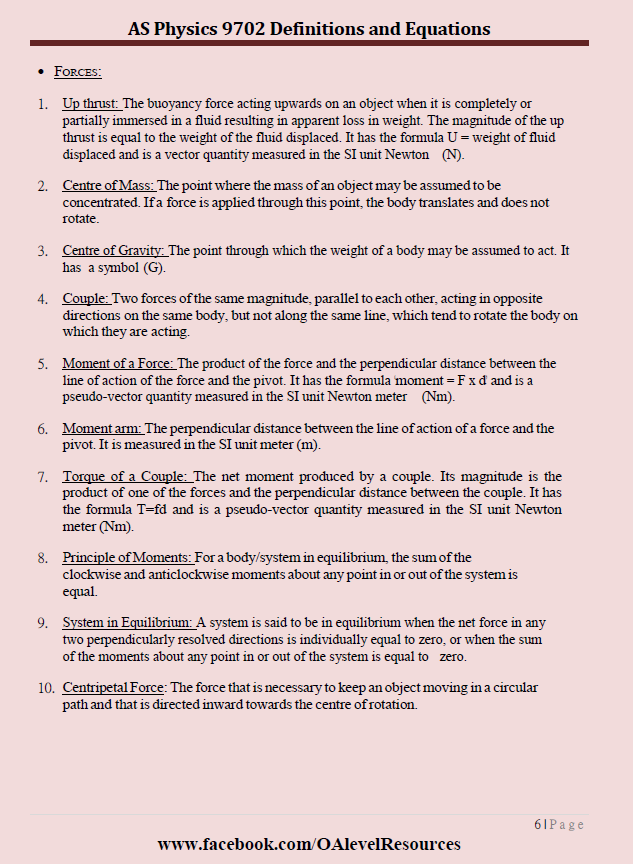 AS Physics 9702 Definitions and Equations
• FORCES:
1. Up thrust: The buoyancy force acting upwards on an object when it is completely or
partially immersed in a fluid resulting in apparent loss in weight. The magnitude of the up
thrust is equal to the weight of the fluid displaced. It has the formula U = weight of fluid
displaced and is a vector quantity measured in the SI unit Newton (N).
2. Centre of Mass: The point where the mass of an object may be assumed to be
concentrated. If a force is applied through this point, the body translates and does not
rotate.
3. Centre of Gravity: The point through which the weight of a body may be assumed to act. It
has a symbol (G).
4. Couple: Two forces of the same magnitude, parallel to each other, acting in opposite
directions on the same body, but not along the same line, which tend to rotate the body on
which they are acting.
5. Moment of a Force: The product of the force and the perpendicular distance between the
line of action of the force and the pivot. It has the formula 'moment = F x d' and is a
pseudo-vector quantity measured in the SI unit Newton meter (Nm).
6. Moment arm: The perpendicular distance between the line of action of a force and the
pivot. It is measured in the SI unit meter (m).
7. Torque of a Couple: The net moment produced by a couple. Its magnitude is the
product of one of the forces and the perpendicular distance between the couple. It has
the formula T=fd and is a pseudo-vector quantity measured in the SI unit Newton
meter (Nm).
8. Principle of Moments: For a body/system in equilibrium, the sum of the
clockwise and anticlockwise moments about any point in or out of the system is
equal.
9. System in Equilibrium: A system is said to be in equilibrium when the net force in any
two perpendicularly resolved directions is individually equal to zero, or when the sum
of the moments about any point in or out of the system is equal to zero.
10. Centripetal Force: The force that is necessary to keep an object moving in a circular
path and that is directed inward towards the centre of rotation.
6|Page
www.facebook.com/OAlevelResources